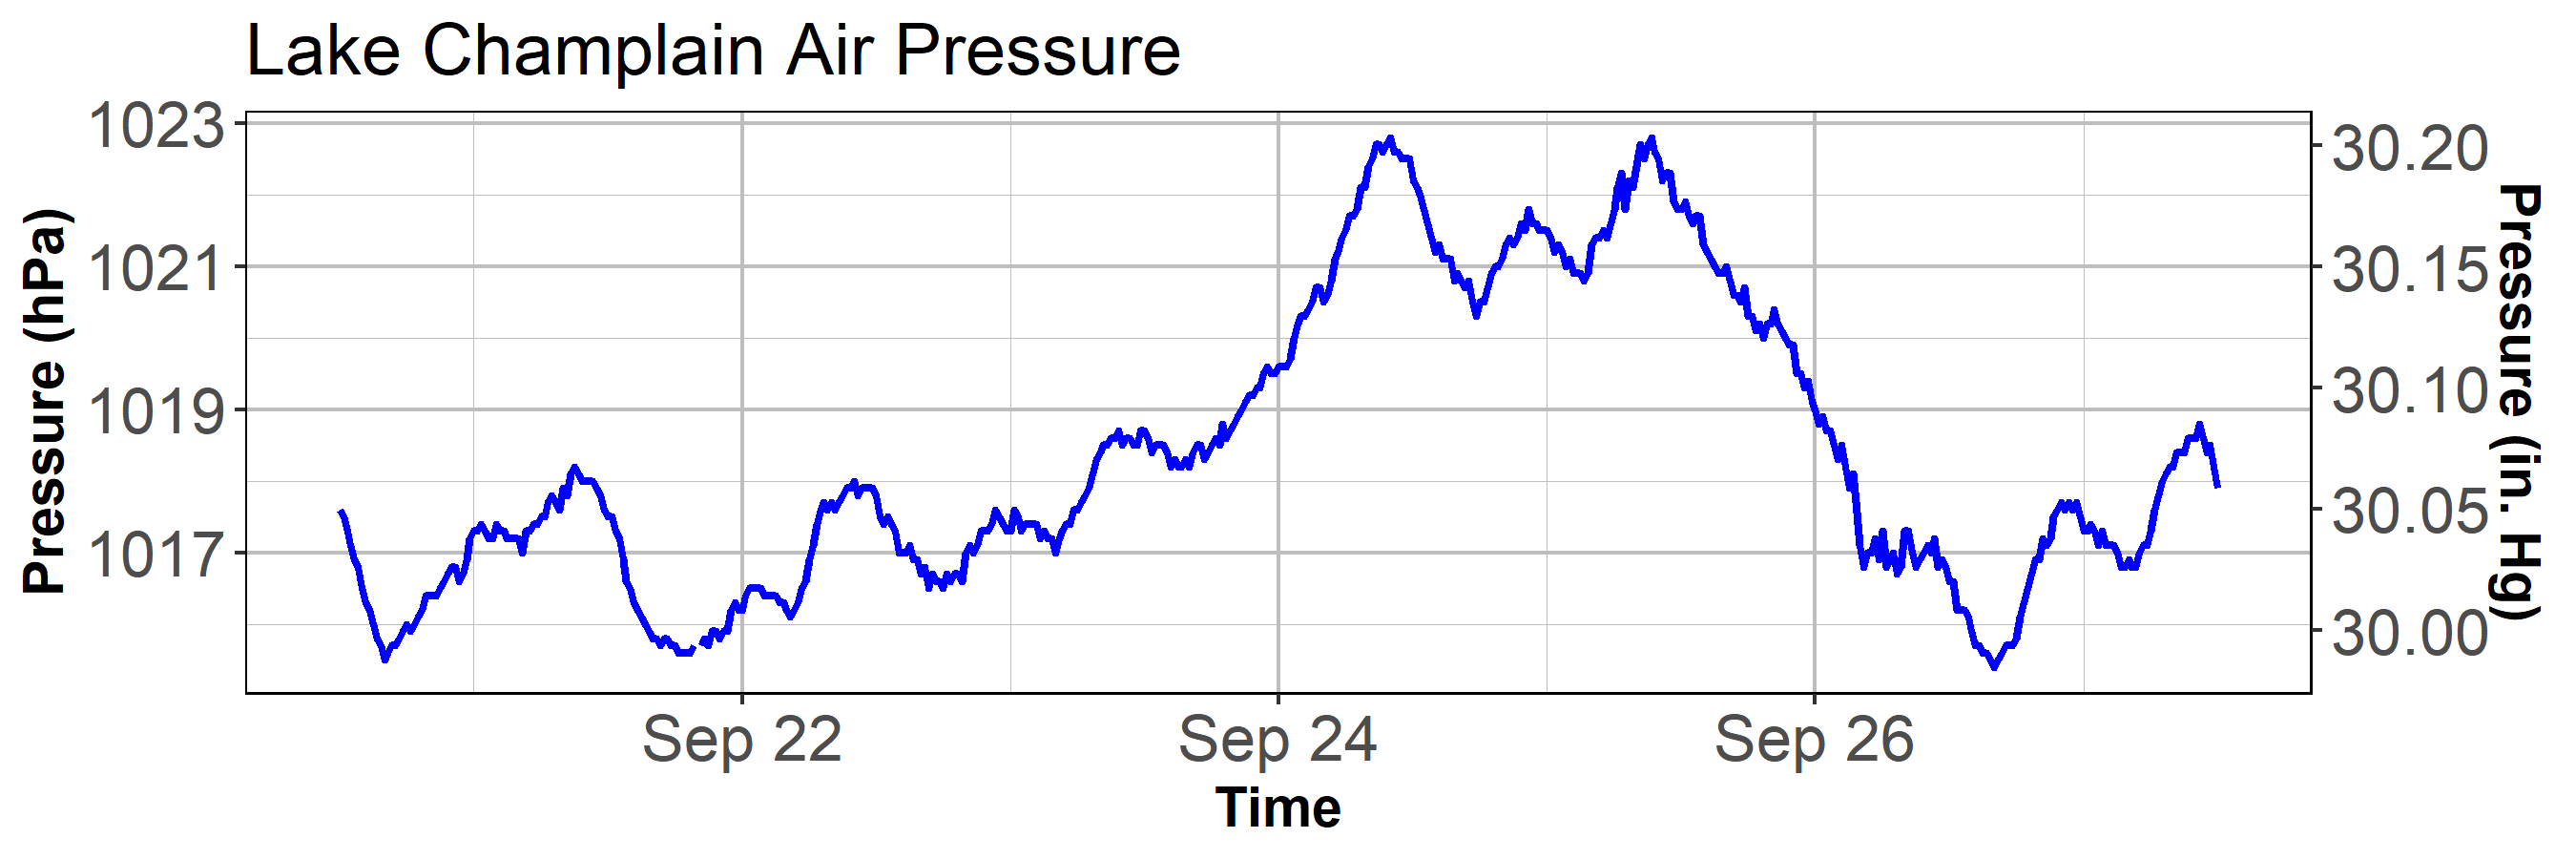 Lake Champlain Air Pressure
1023
1021
1019
1017
Pressure (hPa)
30.20
30.15
30.10
30.05
30.00
Pressure (in. Hg)
Sep 22
Sep 24
Sep 26
Time